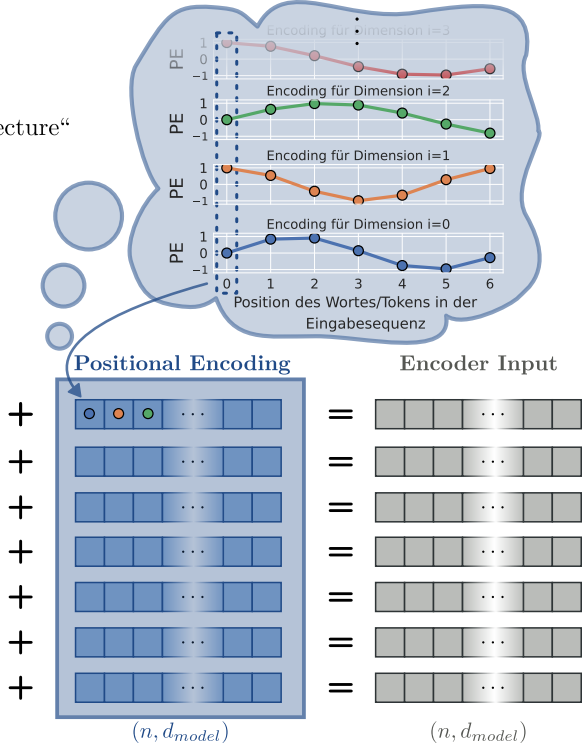 Encoding für Dimension i=3
PE
1
0
−1
Encoding für Dimension i=2
PE
1
0
−1
ecture“
Encoding für Dimension i=1
PE
1
0
−1
Encoding für Dimension i=0
PE
1
0
−1
0 1 2 3 4 5 6
Position des Wortes/Tokens in der
Eingabesequenz
Positional Encoding
Encoder Input
+ ... = ...
+ ... = ...
+ ... = ...
+ ... = ...
+ ... = ...
+ ... = ...
+ ... = ...
(n, d_model)
(n, d_model)